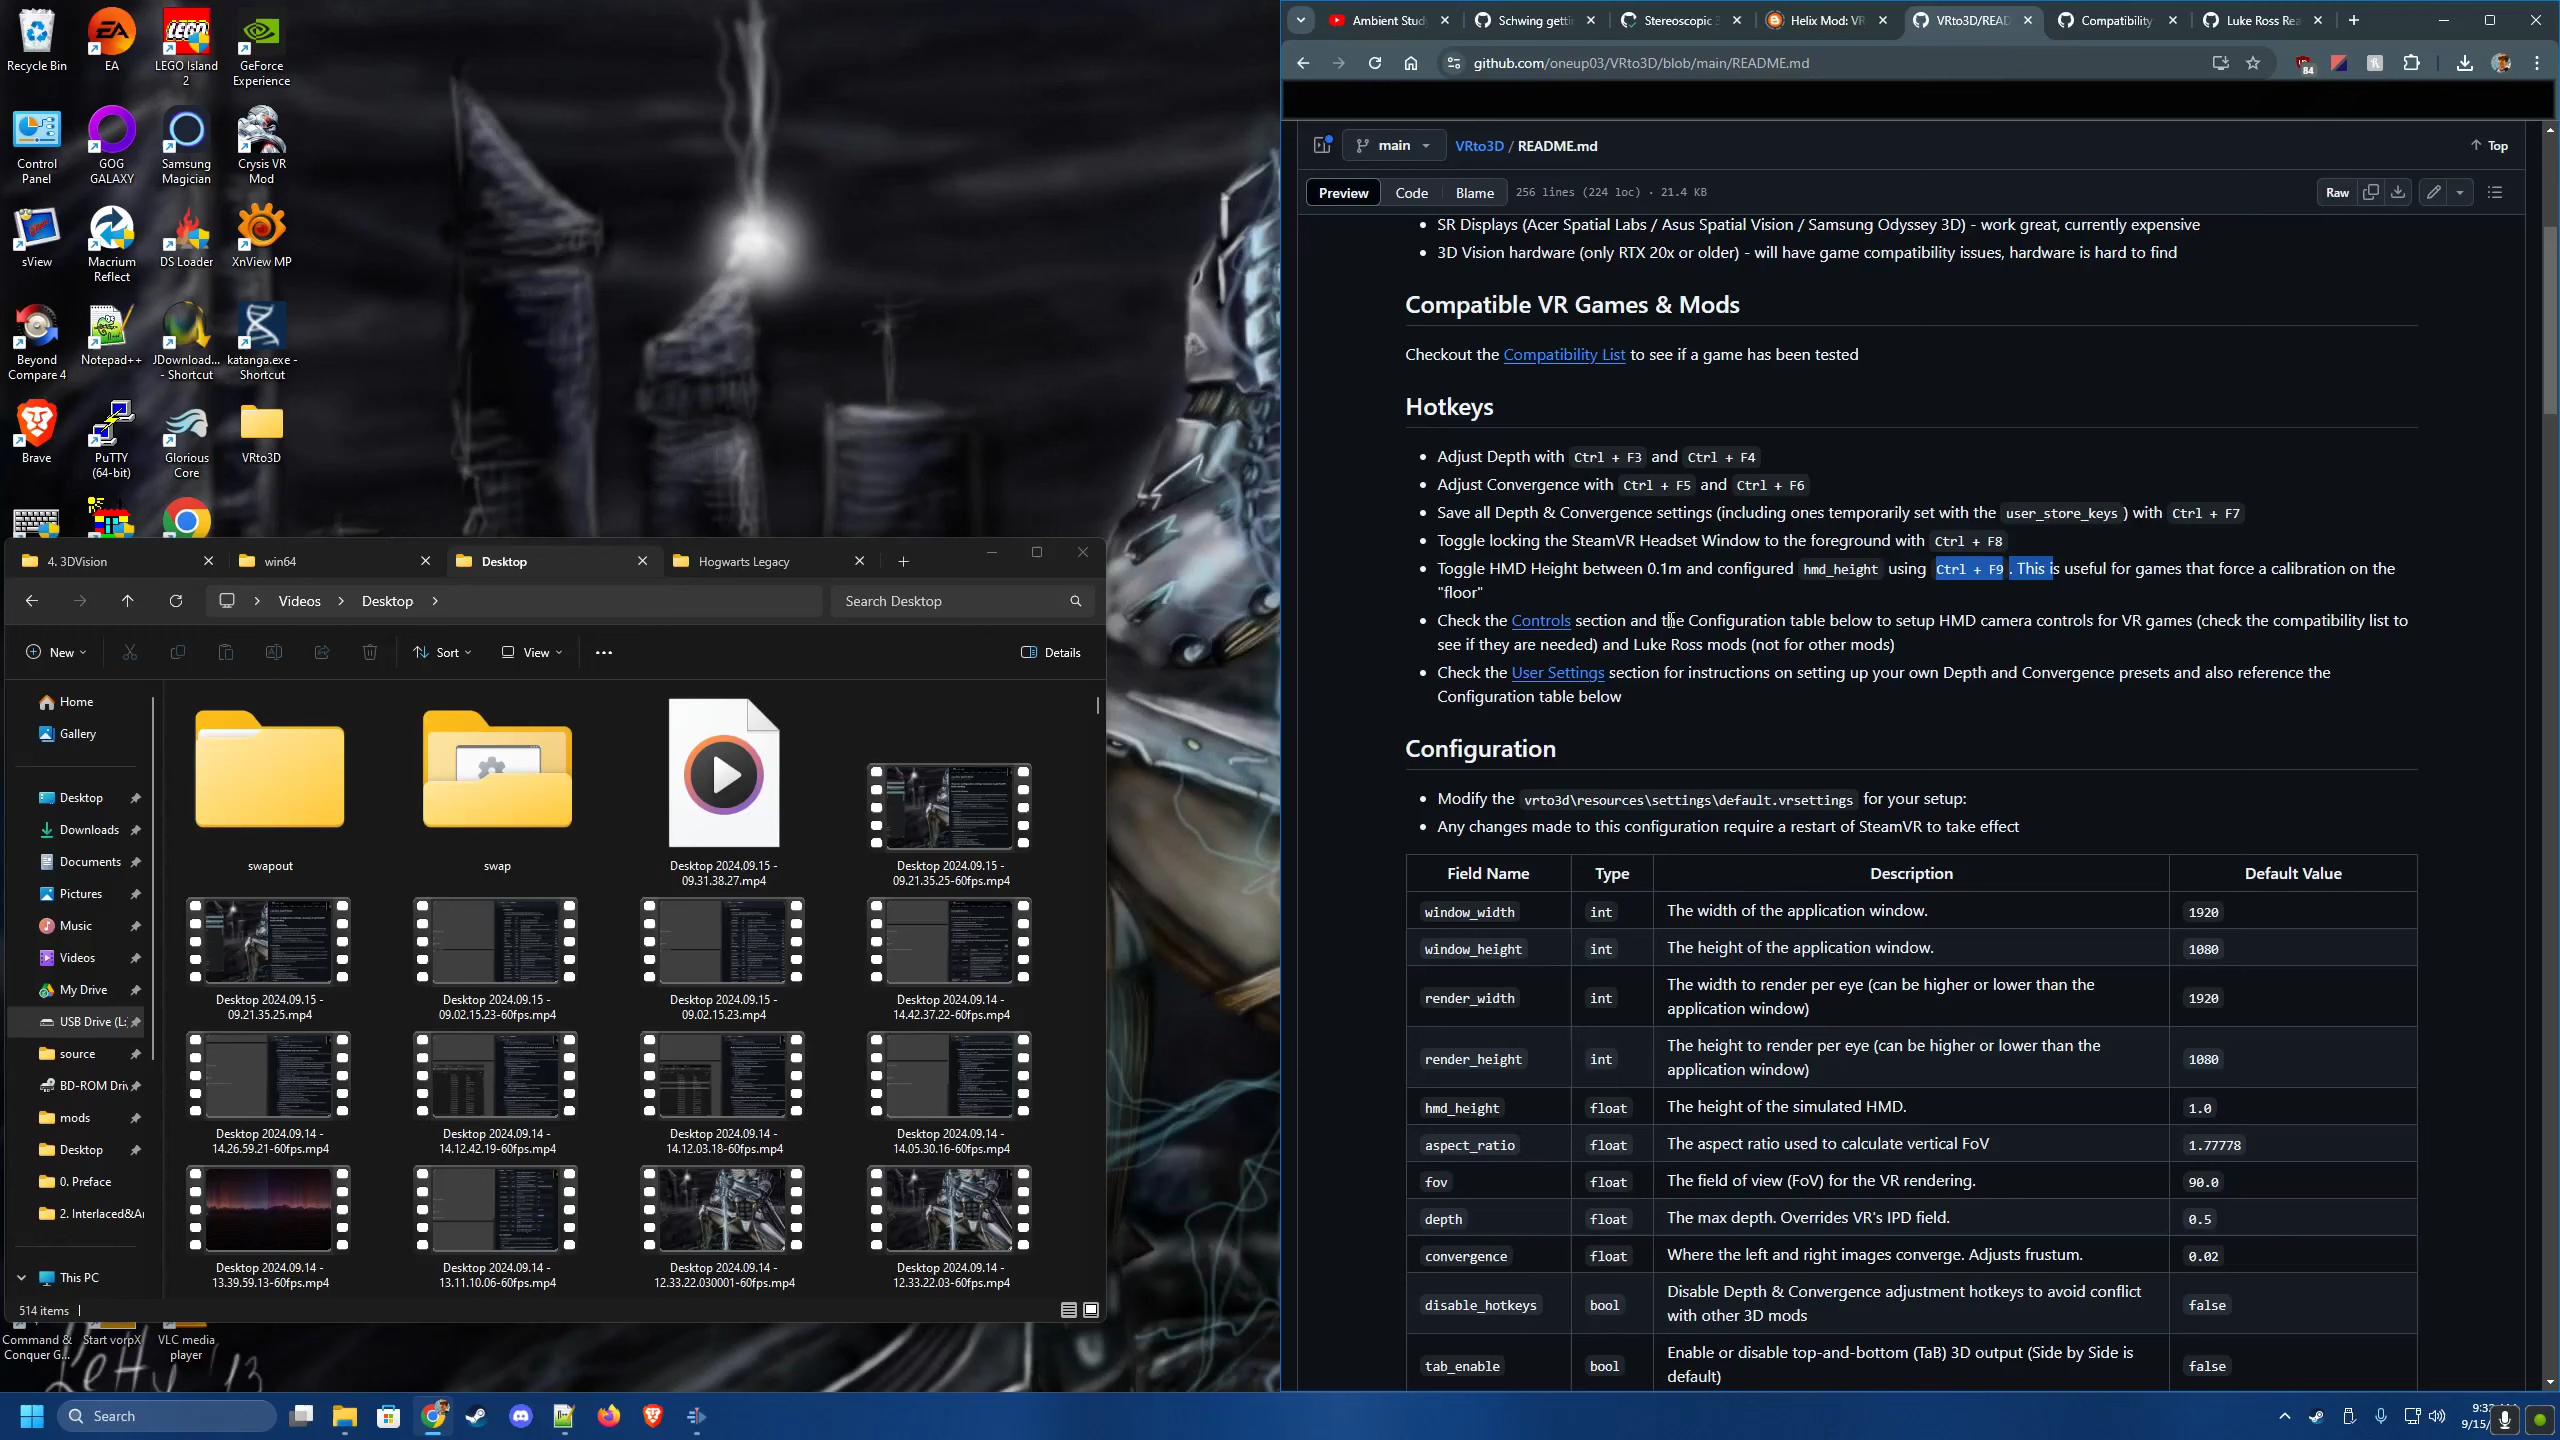 Recycle Bin
EA
LEGO Island
2
GeForce
Experience
Control
Panel
GOG
GALAXY
Samsung
Magician
Crysis VR
Mod
sView
Macrium
Reflect
DS Loader
XnView MP
Beyond
Compare 4
Notepad++
JDownload...
- Shortcut
katanga.exe -
Shortcut
Brave
PuTTY
(64-bit)
Glorious
Core
VRto3D
4. 3DVision
win64
Desktop
Hogwarts Legacy
Videos
Desktop
Search Desktop
New
Sort
View
Details
Home
Gallery
Desktop
Downloads
Documents
Pictures
Music
Videos
My Drive
USB Drive (L:
source
BD-ROM Driv
mods
Desktop
0. Preface
2. Interlaced&Ar
This PC
swapout
swap
Desktop 2024.09.15 -
09.31.38.27.mp4
Desktop 2024.09.15 -
09.21.35.25-60fps.mp4
Desktop 2024.09.15 -
09.21.35.25.mp4
Desktop 2024.09.15 -
09.02.15.23-60fps.mp4
Desktop 2024.09.15 -
09.02.15.23.mp4
Desktop 2024.09.14 -
14.42.37.22-60fps.mp4
Desktop 2024.09.14 -
14.26.59.21-60fps.mp4
Desktop 2024.09.14 -
14.12.42.19-60fps.mp4
Desktop 2024.09.14 -
14.12.03.18-60fps.mp4
Desktop 2024.09.14 -
14.05.30.16-60fps.mp4
Desktop 2024.09.14 -
13.39.59.13-60fps.mp4
Desktop 2024.09.14 -
13.11.10.06-60fps.mp4
Desktop 2024.09.14 -
12.33.22.030001-60fps.mp4
Desktop 2024.09.14 -
12.33.22.03-60fps.mp4
514 items
Command &
Conquer G...
Start vorpX
VLC media
player
Search
Ambient Stud
Schwing getti
Stereoscopic 3
Helix Mod: VR
VRto3D/READ
Compatibility
Luke Ross Rea
github.com/oneup03/VRto3D/blob/main/README.md
84
main
VRto3D / README.md
Top
Preview
Code
Blame
256 lines (224 loc) · 21.4 KB
Raw
SR Displays (Acer Spatial Labs / Asus Spatial Vision / Samsung Odyssey 3D) - work great, currently expensive
3D Vision hardware (only RTX 20x or older) - will have game compatibility issues, hardware is hard to find
Compatible VR Games & Mods
Checkout the Compatibility List to see if a game has been tested
Hotkeys
Adjust Depth with Ctrl + F3 and Ctrl + F4
Adjust Convergence with Ctrl + F5 and Ctrl + F6
Save all Depth & Convergence settings (including ones temporarily set with the user_store_keys) with Ctrl + F7
Toggle locking the SteamVR Headset Window to the foreground with Ctrl + F8
Toggle HMD Height between 0.1m and configured hmd_height using Ctrl + F9 . This is useful for games that force a calibration on the
"floor"
Check the Controls section and the Configuration table below to setup HMD camera controls for VR games (check the compatibility list to
see if they are needed) and Luke Ross mods (not for other mods)
Check the User Settings section for instructions on setting up your own Depth and Convergence presets and also reference the
Configuration table below
Configuration
Modify the vrto3d\resources\settings\default.vrsettings for your setup:
Any changes made to this configuration require a restart of SteamVR to take effect
Field Name Type Description Default Value
window_width int The width of the application window. 1920
window_height int The height of the application window. 1080
render_width int The width to render per eye (can be higher or lower than the
application window) 1920
render_height int The height to render per eye (can be higher or lower than the
application window) 1080
hmd_height float The height of the simulated HMD. 1.0
aspect_ratio float The aspect ratio used to calculate vertical FoV 1.77778
fov float The field of view (FoV) for the VR rendering. 90.0
depth float The max depth. Overrides VR's IPD field. 0.5
convergence float Where the left and right images converge. Adjusts frustum. 0.02
disable_hotkeys bool Disable Depth & Convergence adjustment hotkeys to avoid conflict
with other 3D mods false
tab_enable bool Enable or disable top-and-bottom (TaB) 3D output (Side by Side is
default) false
9:3
9/15/